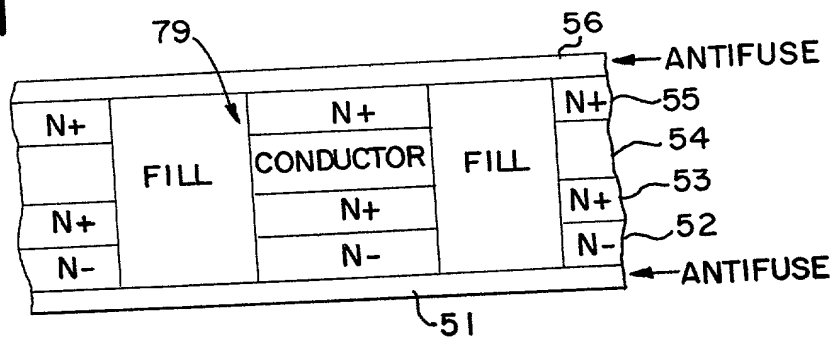 79
56
ANTIFUSE
N+
N+
N+
55
54
FILL
CONDUCTOR
FILL
53
N+
N+
N+
52
N-
N-
N-
ANTIFUSE
51